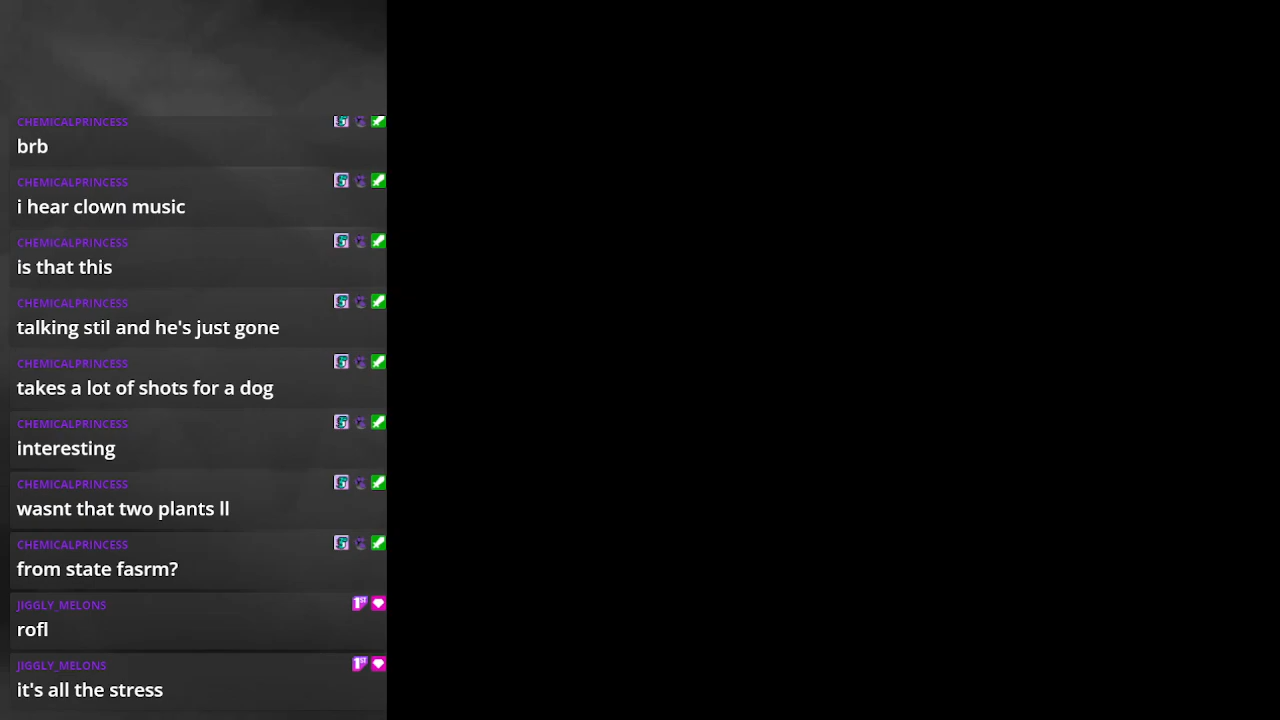 CHEMICALPRINCESS
brb
CHEMICALPRINCESS
i hear clown music
CHEMICALPRINCESS
is that this
CHEMICALPRINCESS
talking stil and he's just gone
CHEMICALPRINCESS
takes a lot of shots for a dog
CHEMICALPRINCESS
interesting
CHEMICALPRINCESS
wasnt that two plants ll
CHEMICALPRINCESS
from state fasrm?
JIGGLY_MELONS 1ST
rofl
JIGGLY_MELONS 1ST
it's all the stress